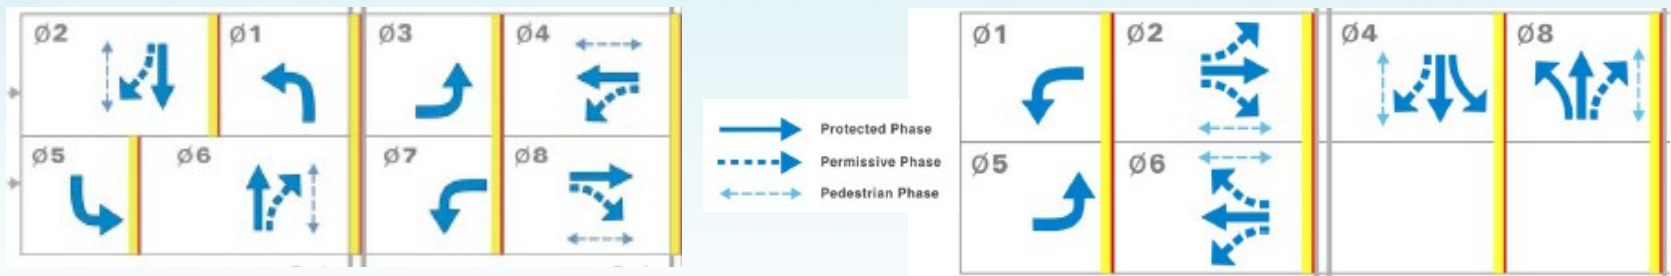 Ø2
Ø1
Ø3
Ø4
Ø5
Ø6
Ø7
Ø8
Protected Phase
Permissive Phase
Pedestrian Phase
Ø1
Ø2
Ø4
Ø8
Ø5
Ø6